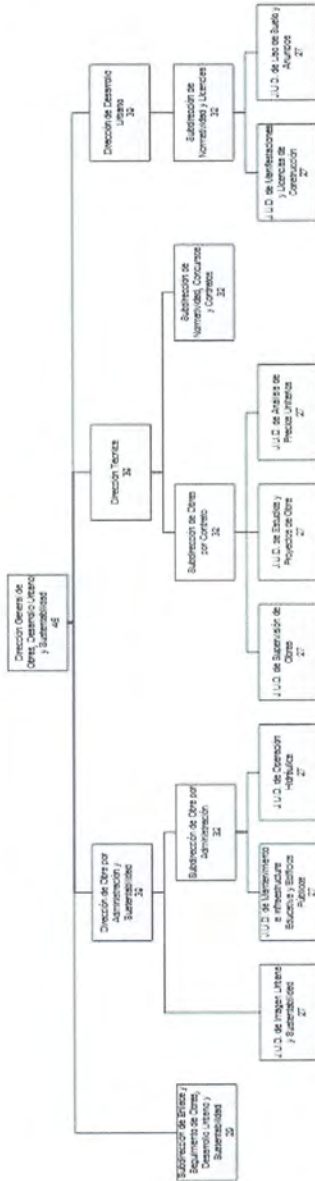 Dirección General de
Obras, Desarrollo Urbano
y Sustentabilidad
45
Subdirección de Enlace y
Seguimiento de Obras,
Desarrollo Urbano y
Sustentabilidad
29
Dirección de Obra por
Administración y
Sustentabilidad
39
Dirección Técnica
39
Dirección de Desarrollo
Urbano
39
Subdirección de Obra por
Administración
32
Subdirección de Obras
por Contrato
32
Subdirección de
Normatividad, Concursos
y Contratos
32
Subdirección de
Normatividad y Licencias
32
J.U.D. de Imagen Urbana
y Sustentabilidad
27
J.U.D. de Mantenimiento
a Infraestructura
Educativa y Edificios
Públicos
27
J.U.D. de Operación
Hidráulica
27
J.U.D. de Supervisión de
Obras
27
J.U.D. de Estudios y
Proyectos de Obra
27
J.U.D. de Análisis de
Precios Unitarios
27
J.U.D. de Manifestaciones
y Licencias de
Construcción
27
J.U.D. de Uso de Suelo y
Anuncios
27